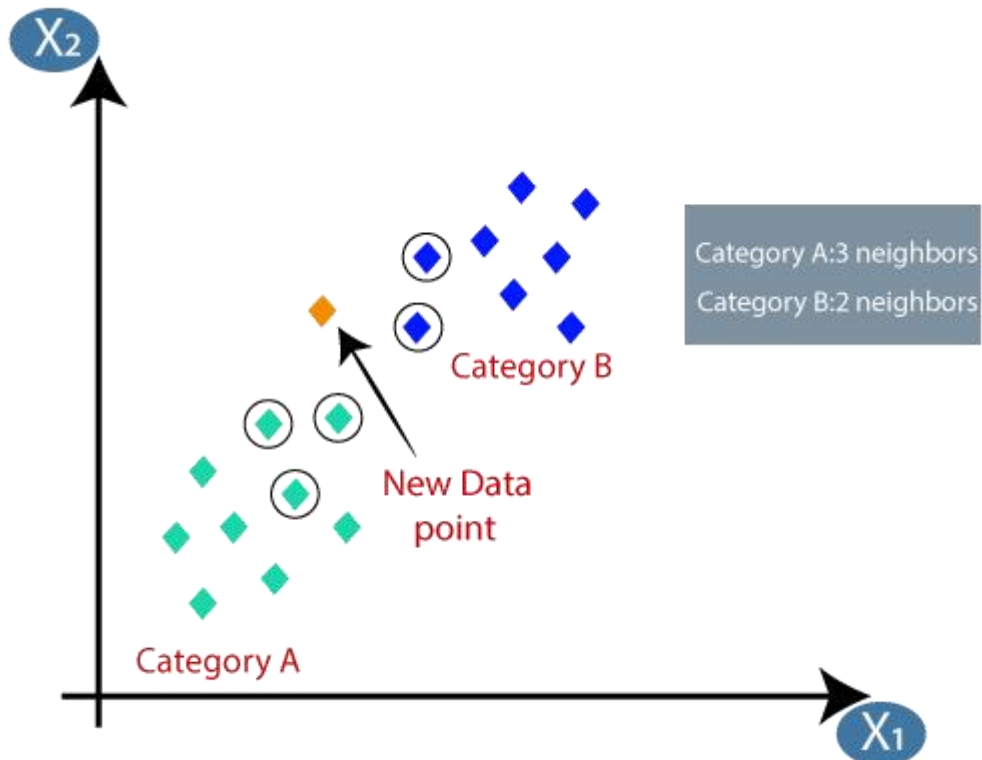 X₂
Category A:3 neighbors
Category B:2 neighbors
Category B
New Data
point
Category A
X₁